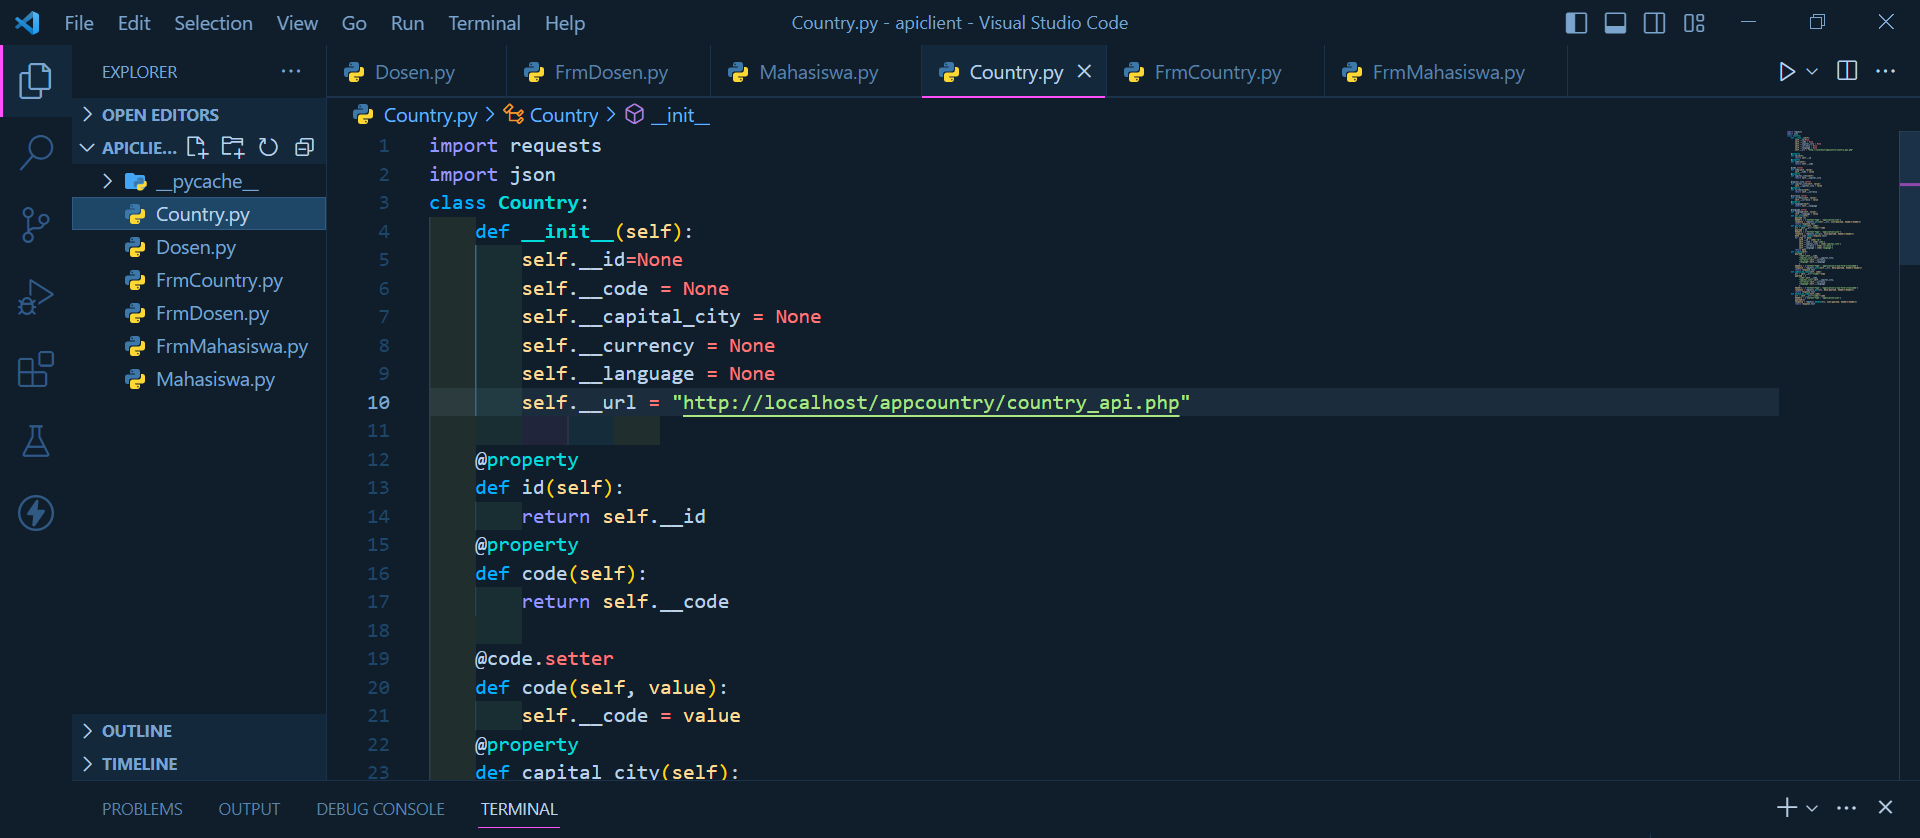 File Edit Selection View Go Run Terminal Help
Country.py - apiclient - Visual Studio Code
EXPLORER
OPEN EDITORS
APICLIE...
__pycache__
Country.py
Dosen.py
FrmCountry.py
FrmDosen.py
FrmMahasiswa.py
Mahasiswa.py
OUTLINE
TIMELINE
Dosen.py FrmDosen.py Mahasiswa.py Country.py FrmCountry.py FrmMahasiswa.py
Country.py > Country > __init__
1 import requests
2 import json
3 class Country:
4     def __init__(self):
5         self.__id=None
6         self.__code = None
7         self.__capital_city = None
8         self.__currency = None
9         self.__language = None
10         self.__url = "http://localhost/appcountry/country_api.php"
11
12     @property
13     def id(self):
14         return self.__id
15     @property
16     def code(self):
17         return self.__code
18
19     @code.setter
20     def code(self, value):
21         self.__code = value
22     @property
23     def capital_city(self):
PROBLEMS OUTPUT DEBUG CONSOLE TERMINAL